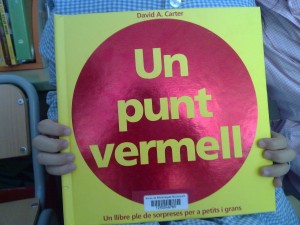 David A. Carter
Un
punt
vermell
Un llibre ple de sorpreses per a petits i grans